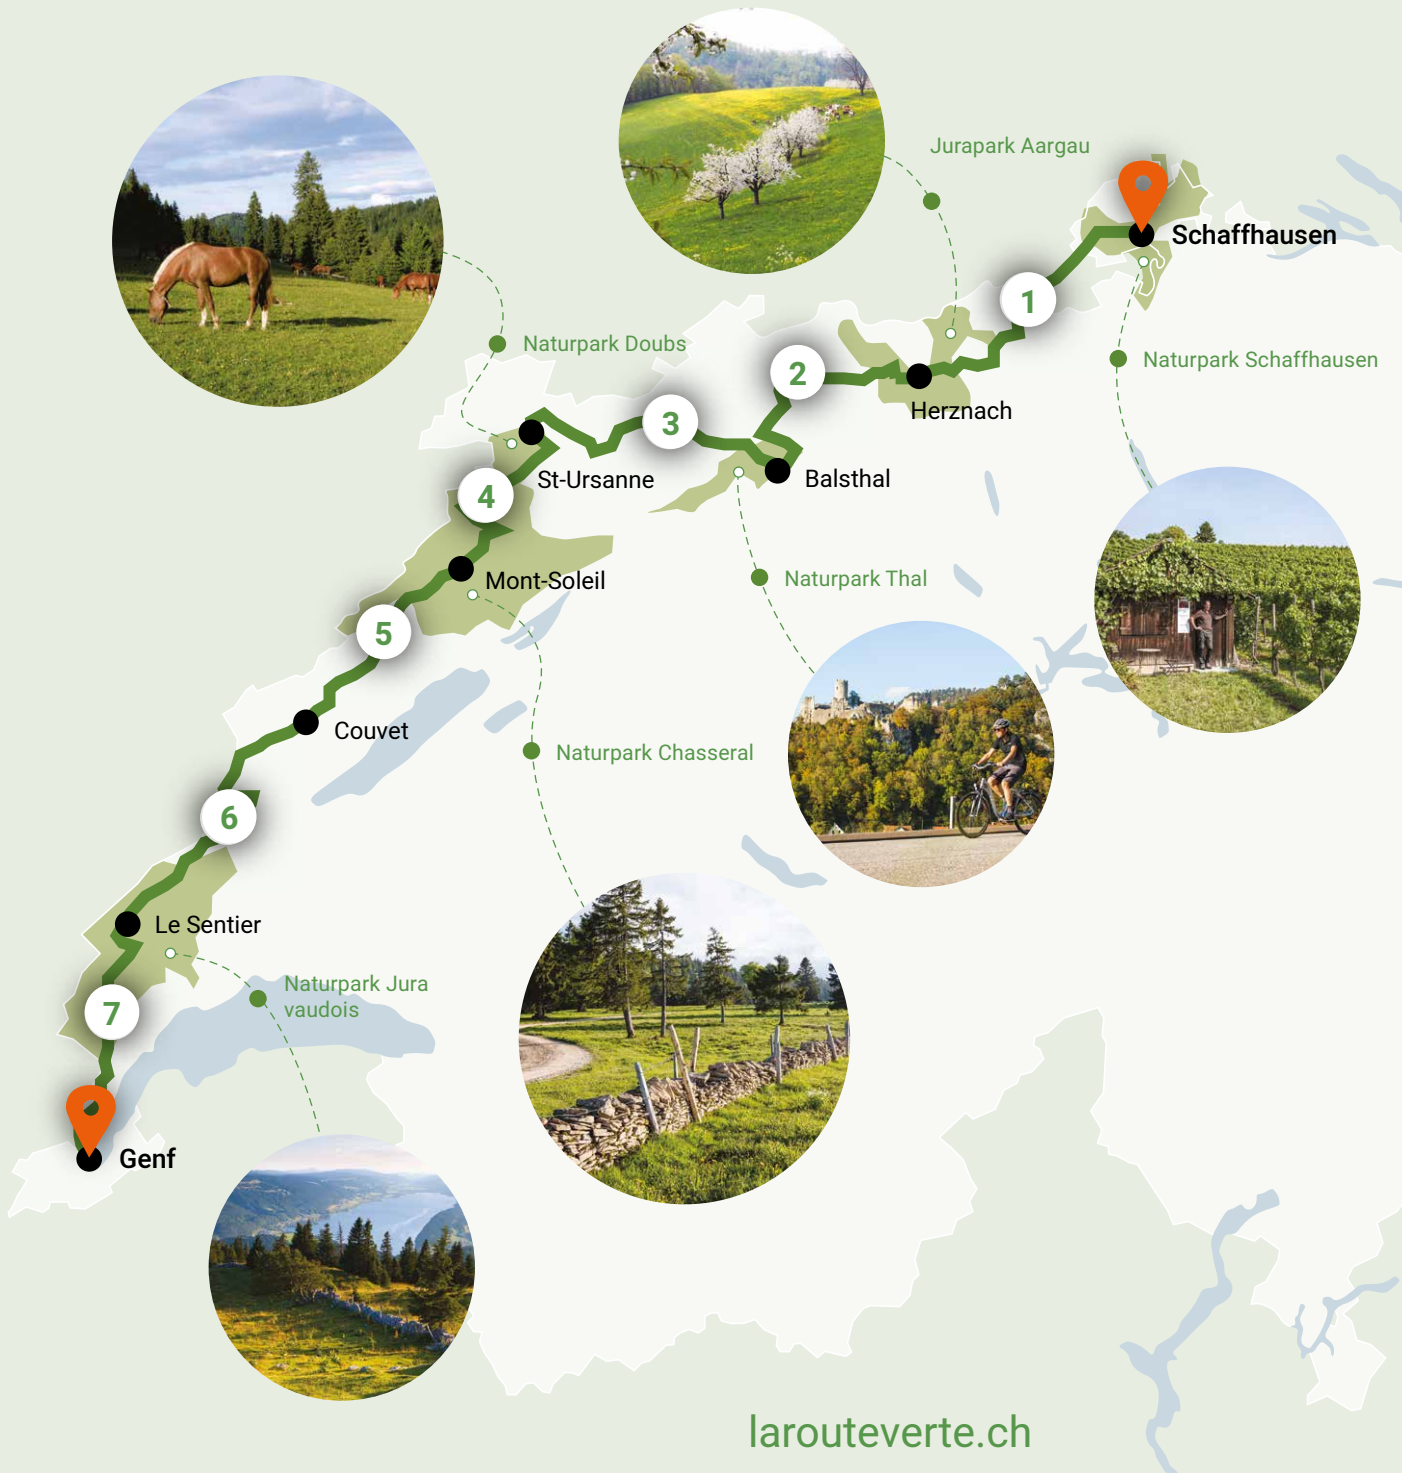 Jurapark Aargau
Schaffhausen
1
Naturpark Doubs
Naturpark Schaffhausen
2
Herznach
3
St-Ursanne
Balsthal
4
Mont-Soleil
Naturpark Thal
5
Couvet
Naturpark Chasseral
6
Le Sentier
Naturpark Jura
vaudois
7
Genf
larouteverte.ch